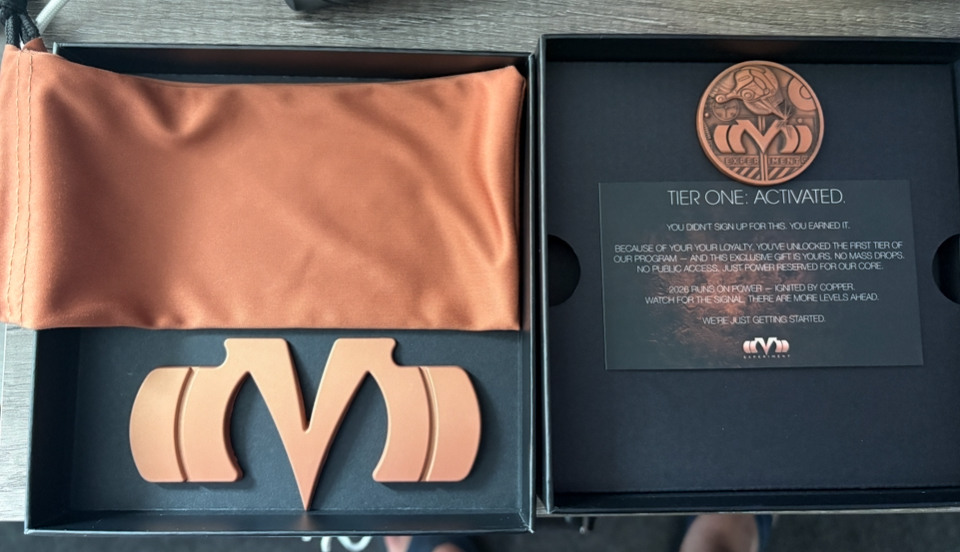 EXPERIMENT
TIER ONE: ACTIVATED.
YOU DIDN'T SIGN UP FOR THIS. YOU EARNED IT.
BECAUSE OF YOUR YOUR LOYALTY, YOU'VE UNLOCKED THE FIRST TIER OF
OUR PROGRAM — AND THIS EXCLUSIVE GIFT IS YOURS. NO MASS DROPS.
NO PUBLIC ACCESS. JUST POWER RESERVED FOR OUR CORE.
2026 RUNS ON POWER — IGNITED BY COPPER.
WATCH FOR THE SIGNAL, THERE ARE MORE LEVELS AHEAD.
WE'RE JUST GETTING STARTED.
EXPERIMENT